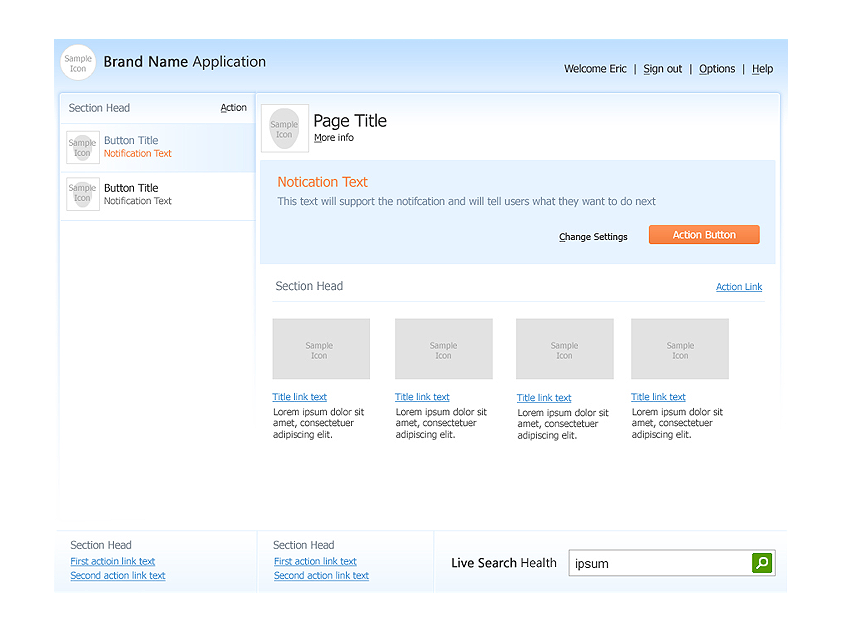 Sample
Icon
Brand Name Application
Welcome Eric | Sign out | Options | Help
Section Head
Action
Sample
Icon
Button Title
Notification Text
Sample
Icon
Button Title
Notification Text
Sample
Icon
Page Title
More info
Notication Text
This text will support the notifcation and will tell users what they want to do next
Change Settings
Action Button
Section Head
Action Link
Sample
Icon
Title link text
Lorem ipsum dolor sit
amet, consectetuer
adipiscing elit.
Sample
Icon
Title link text
Lorem ipsum dolor sit
amet, consectetuer
adipiscing elit.
Sample
Icon
Title link text
Lorem ipsum dolor sit
amet, consectetuer
adipiscing elit.
Sample
Icon
Title link text
Lorem ipsum dolor sit
amet, consectetuer
adipiscing elit.
Section Head
First actioin link text
Second action link text
Section Head
First action link text
Second action link text
Live Search Health
ipsum